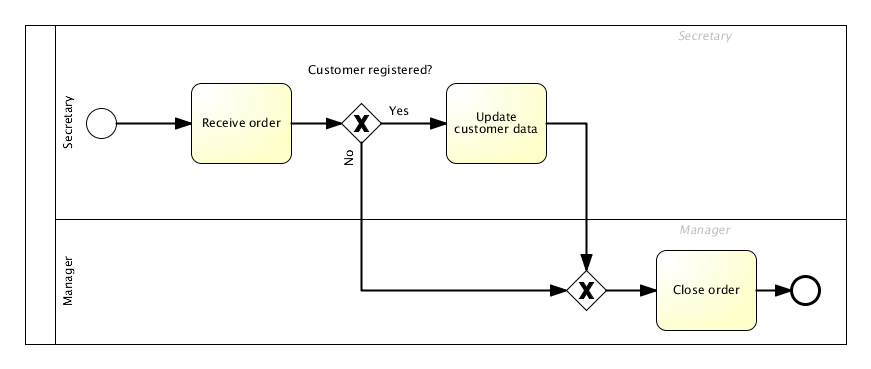 Secretary
Secretary
Customer registered?
Receive order
Yes
Update
customer data
No
Manager
Manager
Close order